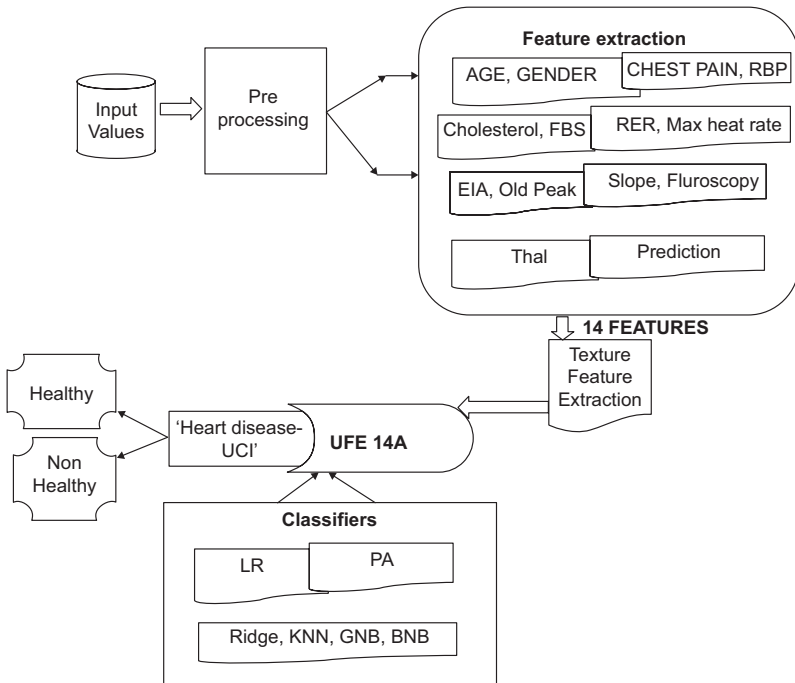 Feature extraction
AGE, GENDER
CHEST PAIN, RBP
Input
Values
Pre
processing
Cholesterol, FBS
RER, Max heat rate
EIA, Old Peak
Slope, Fluroscopy
Thal
Prediction
14 FEATURES
Texture
Feature
Extraction
Healthy
Non
Healthy
‘Heart disease-
UCI’
UFE 14A
Classifiers
LR
PA
Ridge, KNN, GNB, BNB